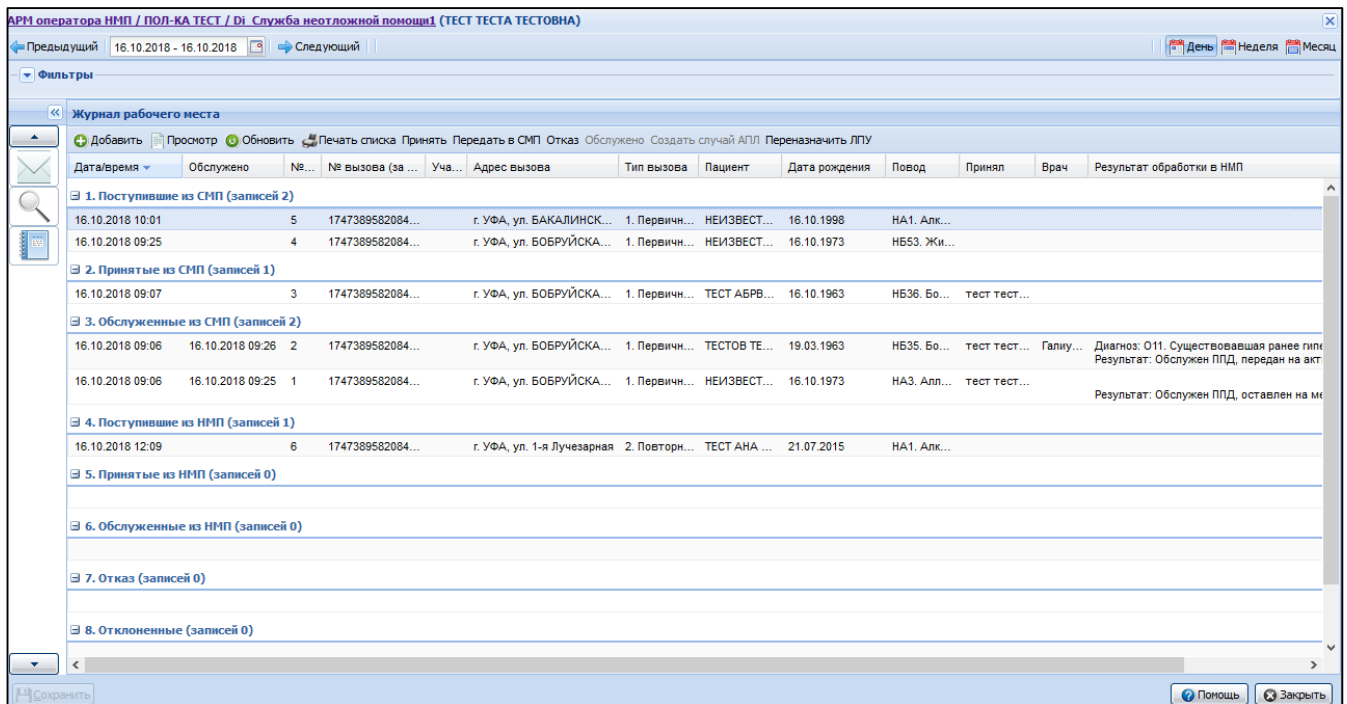 АРМ оператора НМП / ПОЛ-КА ТЕСТ / Di_Служба неотложной помощи1 (ТЕСТ ТЕСТА ТЕСТОВНА)
Предыдущий 16.10.2018 - 16.10.2018 Следующий День Неделя Месяц
Фильтры
Журнал рабочего места
Добавить Просмотр Обновить Печать списка Принять Передать в СМП Отказ Обслужено Создать случай АПЛ Переназначить ЛПУ
Дата/время Обслужено №... № вызова (за ... Уча... Адрес вызова Тип вызова Пациент Дата рождения Повод Принял Врач Результат обработки в НМП
1. Поступившие из СМП (записей 2)
16.10.2018 10:01 5 1747389582084... г. УФА, ул. БАКАЛИНСК... 1. Первичн... НЕИЗВЕСТ... 16.10.1998 НА1. Алк...
16.10.2018 09:25 4 1747389582084... г. УФА, ул. БОБРУЙСКА... 1. Первичн... НЕИЗВЕСТ... 16.10.1973 НБ53. Жи...
2. Принятые из СМП (записей 1)
16.10.2018 09:07 3 1747389582084... г. УФА, ул. БОБРУЙСКА... 1. Первичн... ТЕСТ АБРВ... 16.10.1963 НБ36. Бо... тест тест...
3. Обслуженные из СМП (записей 2)
16.10.2018 09:06 16.10.2018 09:26 2 1747389582084... г. УФА, ул. БОБРУЙСКА... 1. Первичн... ТЕСТОВ ТЕ... 19.03.1963 НБ35. Бо... тест тест... Галиу... Диагноз: O11. Существовавшая ранее гипе
Результат: Обслужен ППД, передан на акт
16.10.2018 09:06 16.10.2018 09:25 1 1747389582084... г. УФА, ул. БОБРУЙСКА... 1. Первичн... НЕИЗВЕСТ... 16.10.1973 НА3. Алл... тест тест...
Результат: Обслужен ППД, оставлен на ме
4. Поступившие из НМП (записей 1)
16.10.2018 12:09 6 1747389582084... г. УФА, ул. 1-я Лучезарная 2. Повторн... ТЕСТ АНА ... 21.07.2015 НА1. Алк...
5. Принятые из НМП (записей 0)
6. Обслуженные из НМП (записей 0)
7. Отказ (записей 0)
8. Отклоненные (записей 0)
Сохранить Помощь Закрыть